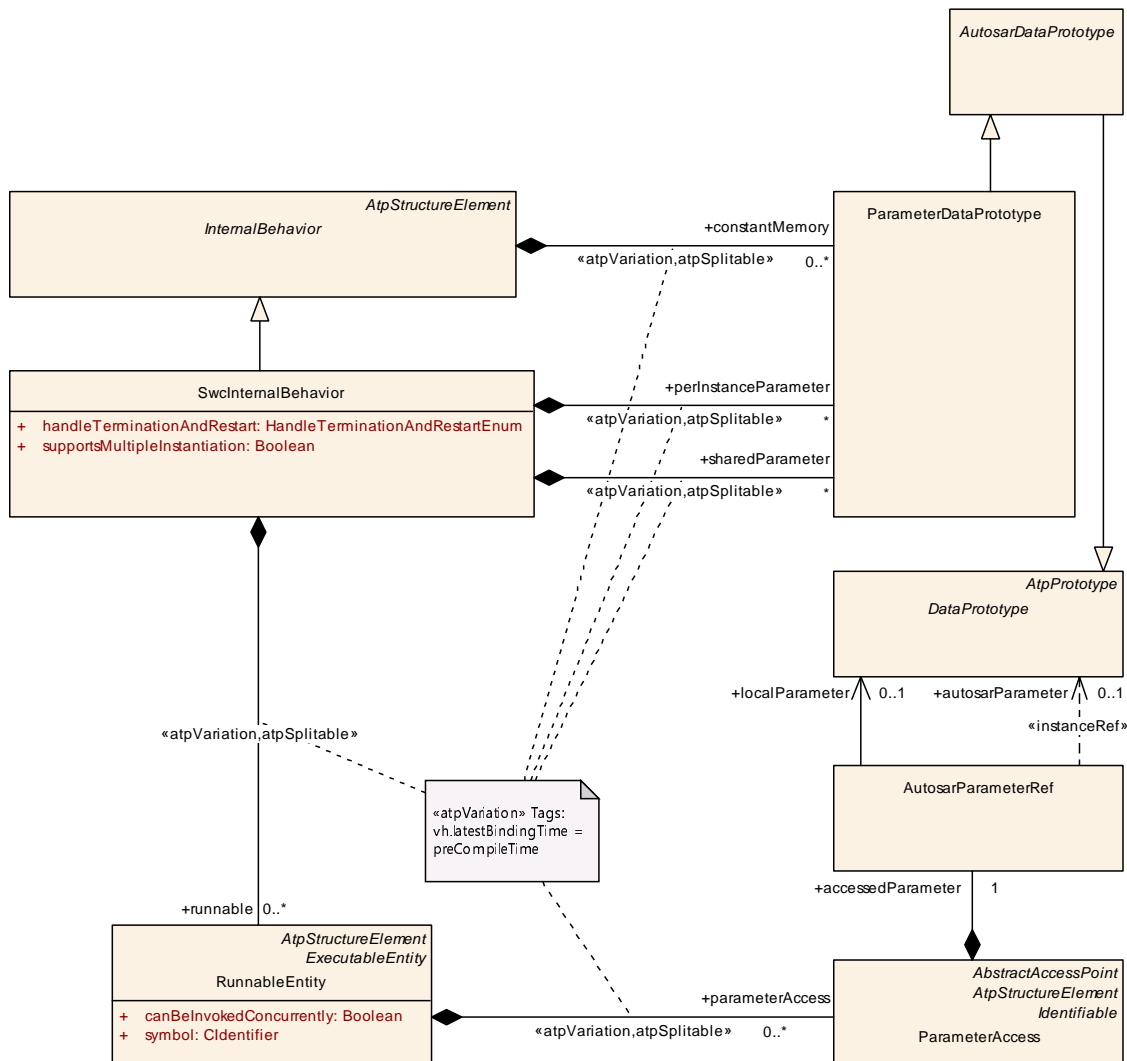 AutosarDataPrototype
AtpStructureElement
InternalBehavior
+constantMemory
«atpVariation,atpSplitable»
0..*
ParameterDataPrototype
SwcInternalBehavior
+ handleTerminationAndRestart: HandleTerminationAndRestartEnum
+ supportsMultipleInstantiation: Boolean
+perInstanceParameter
«atpVariation,atpSplitable»
*
+sharedParameter
«atpVariation,atpSplitable»
*
AtpPrototype
DataPrototype
+localParameter
0..1
+autosarParameter
0..1
«instanceRef»
«atpVariation,atpSplitable»
AutosarParameterRef
«atpVariation» Tags:
vh.latestBindingTime =
preCompileTime
+accessedParameter
1
+runnable
0..*
AtpStructureElement
ExecutableEntity
RunnableEntity
+ canBeInvokedConcurrently: Boolean
+ symbol: CIdentifier
+parameterAccess
«atpVariation,atpSplitable»
0..*
AbstractAccessPoint
AtpStructureElement
Identifiable
ParameterAccess